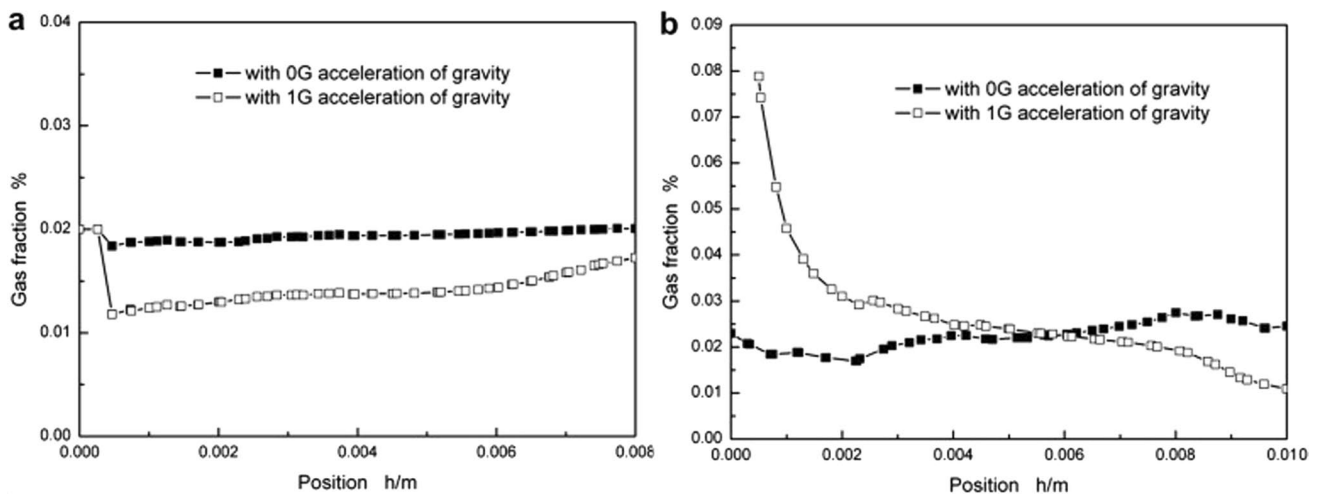 a
0.04
0.03
0.02
0.01
0.00
Gas fraction %
with 0G acceleration of gravity
with 1G acceleration of gravity
0.000
0.002
0.004
0.006
0.008
Position h/m
b
0.09
0.08
0.07
0.06
0.05
0.04
0.03
0.02
0.01
0.00
Gas fraction %
with 0G acceleration of gravity
with 1G acceleration of gravity
0.000
0.002
0.004
0.006
0.008
0.010
Position h/m